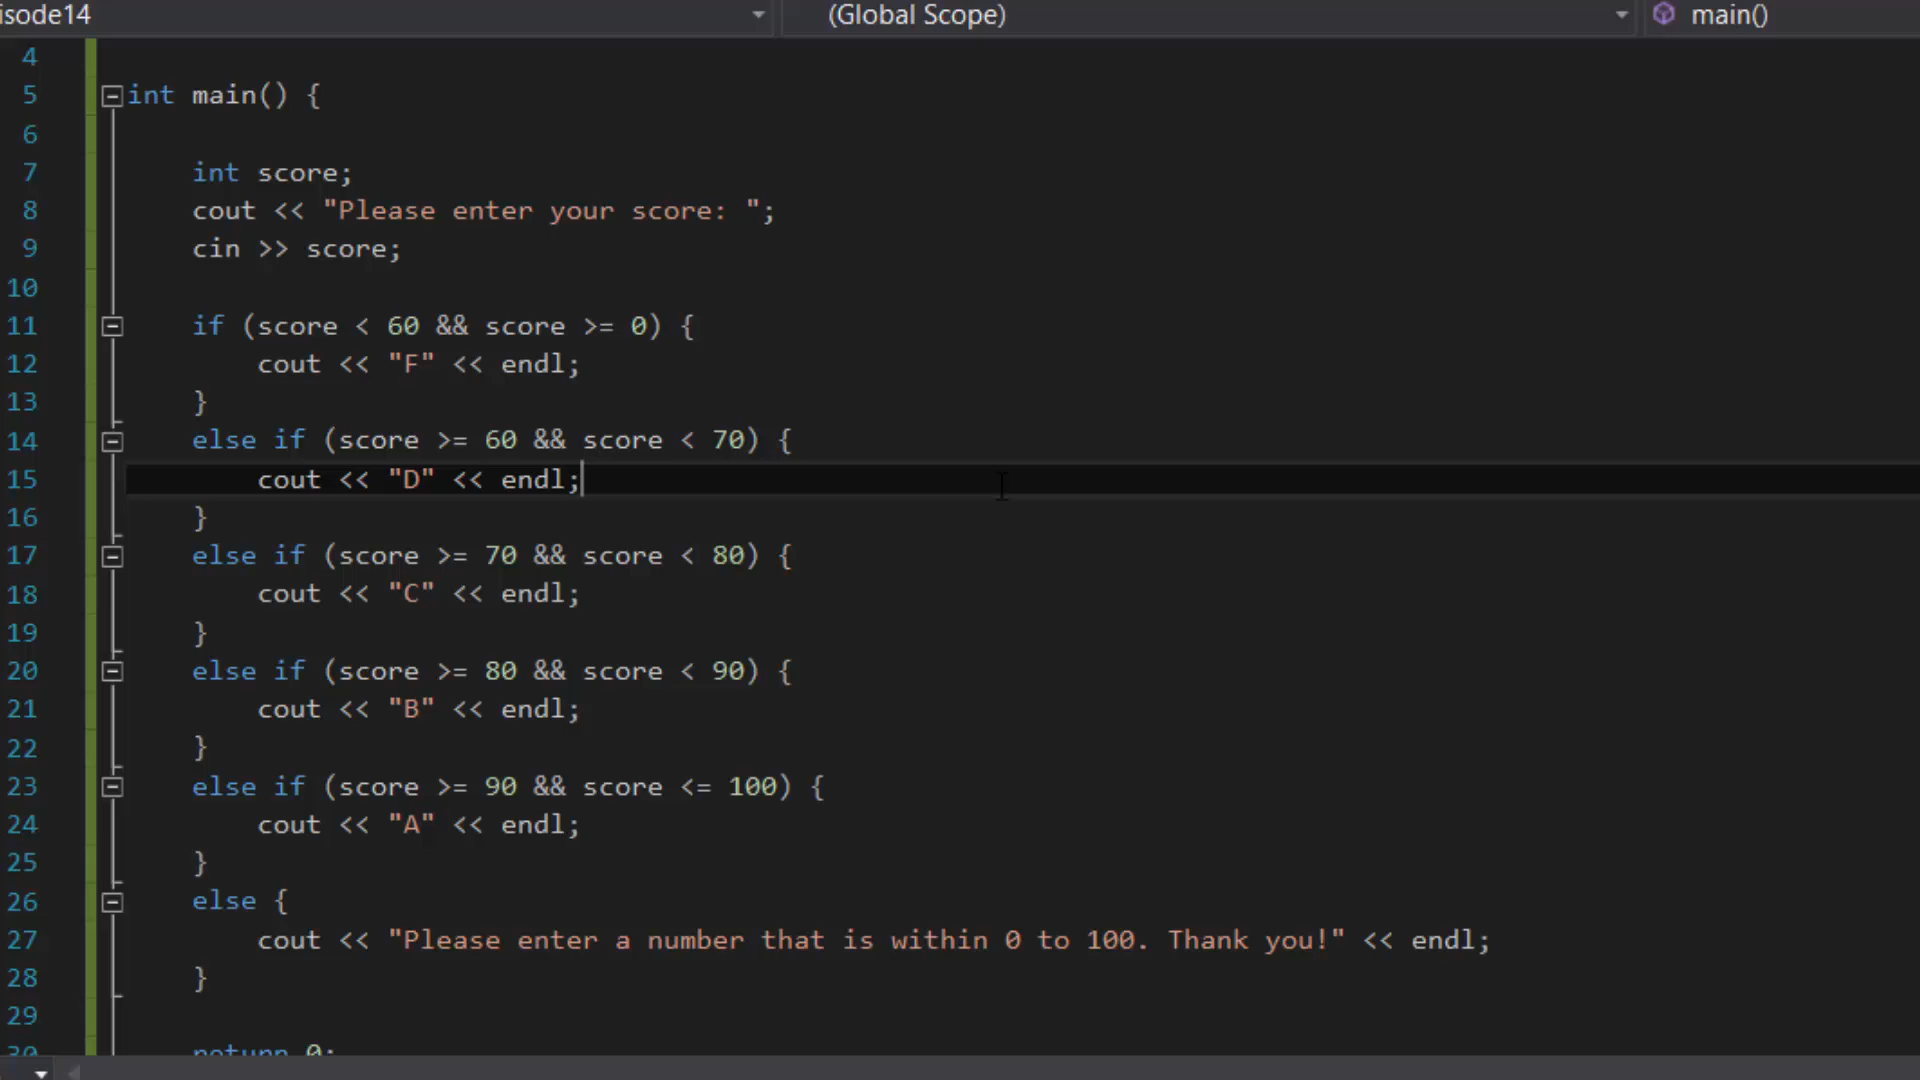 isode14 (Global Scope) main()
4
5 int main() {
6
7 int score;
8 cout << "Please enter your score: ";
9 cin >> score;
10
11 if (score < 60 && score >= 0) {
12 cout << "F" << endl;
13 }
14 else if (score >= 60 && score < 70) {
15 cout << "D" << endl;
16 }
17 else if (score >= 70 && score < 80) {
18 cout << "C" << endl;
19 }
20 else if (score >= 80 && score < 90) {
21 cout << "B" << endl;
22 }
23 else if (score >= 90 && score <= 100) {
24 cout << "A" << endl;
25 }
26 else {
27 cout << "Please enter a number that is within 0 to 100. Thank you!" << endl;
28 }
29
30 return 0;